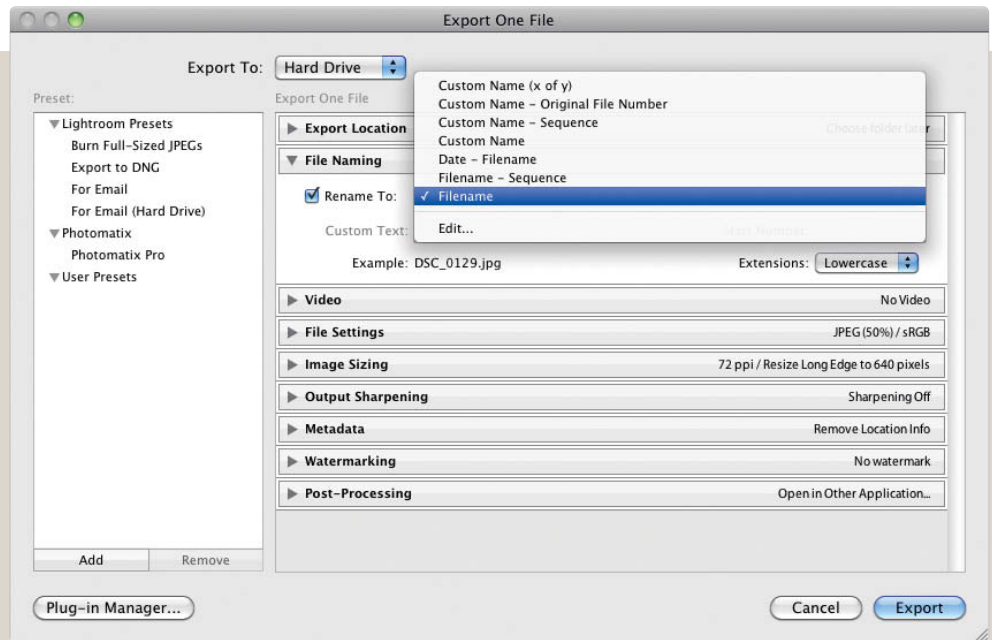 Export One File
Export To: Hard Drive
Preset:
Lightroom Presets
Burn Full-Sized JPEGs
Export to DNG
For Email
For Email (Hard Drive)
Photomatix
Photomatix Pro
User Presets
Add Remove
Export One File
Export Location Choose folder later
File Naming
Rename To:
Custom Name (x of y)
Custom Name – Original File Number
Custom Name – Sequence
Custom Name
Date – Filename
Filename – Sequence
✓ Filename
Edit...
Custom Text: Start Number:
Example: DSC_0129.jpg Extensions: Lowercase
Video No Video
File Settings JPEG (50%) / sRGB
Image Sizing 72 ppi / Resize Long Edge to 640 pixels
Output Sharpening Sharpening Off
Metadata Remove Location Info
Watermarking No watermark
Post-Processing Open in Other Application...
Plug-in Manager... Cancel Export